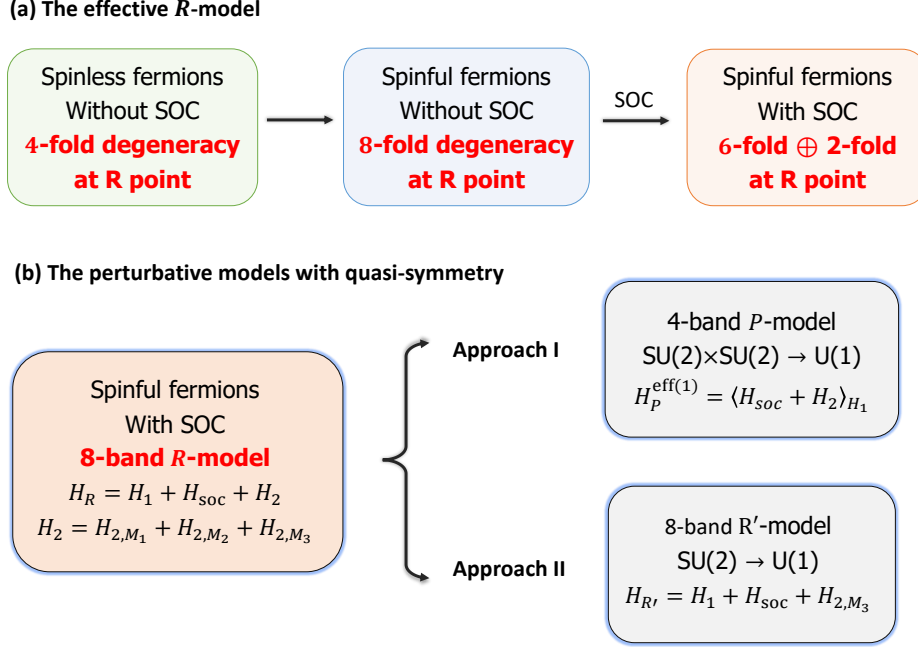 (a) The effective R-model
Spinless fermions
Without SOC
4-fold degeneracy
at R point
Spinful fermions
Without SOC
8-fold degeneracy
at R point
SOC
Spinful fermions
With SOC
6-fold ⊕ 2-fold
at R point
(b) The perturbative models with quasi-symmetry
Spinful fermions
With SOC
8-band R-model
H_R = H_1 + H_soc + H_2
H_2 = H_{2,M_1} + H_{2,M_2} + H_{2,M_3}
Approach I
4-band P-model
SU(2)×SU(2) → U(1)
H_P^{eff(1)} = ⟨H_{soc} + H_2⟩_{H_1}
Approach II
8-band R'-model
SU(2) → U(1)
H_{R'} = H_1 + H_soc + H_{2,M_3}